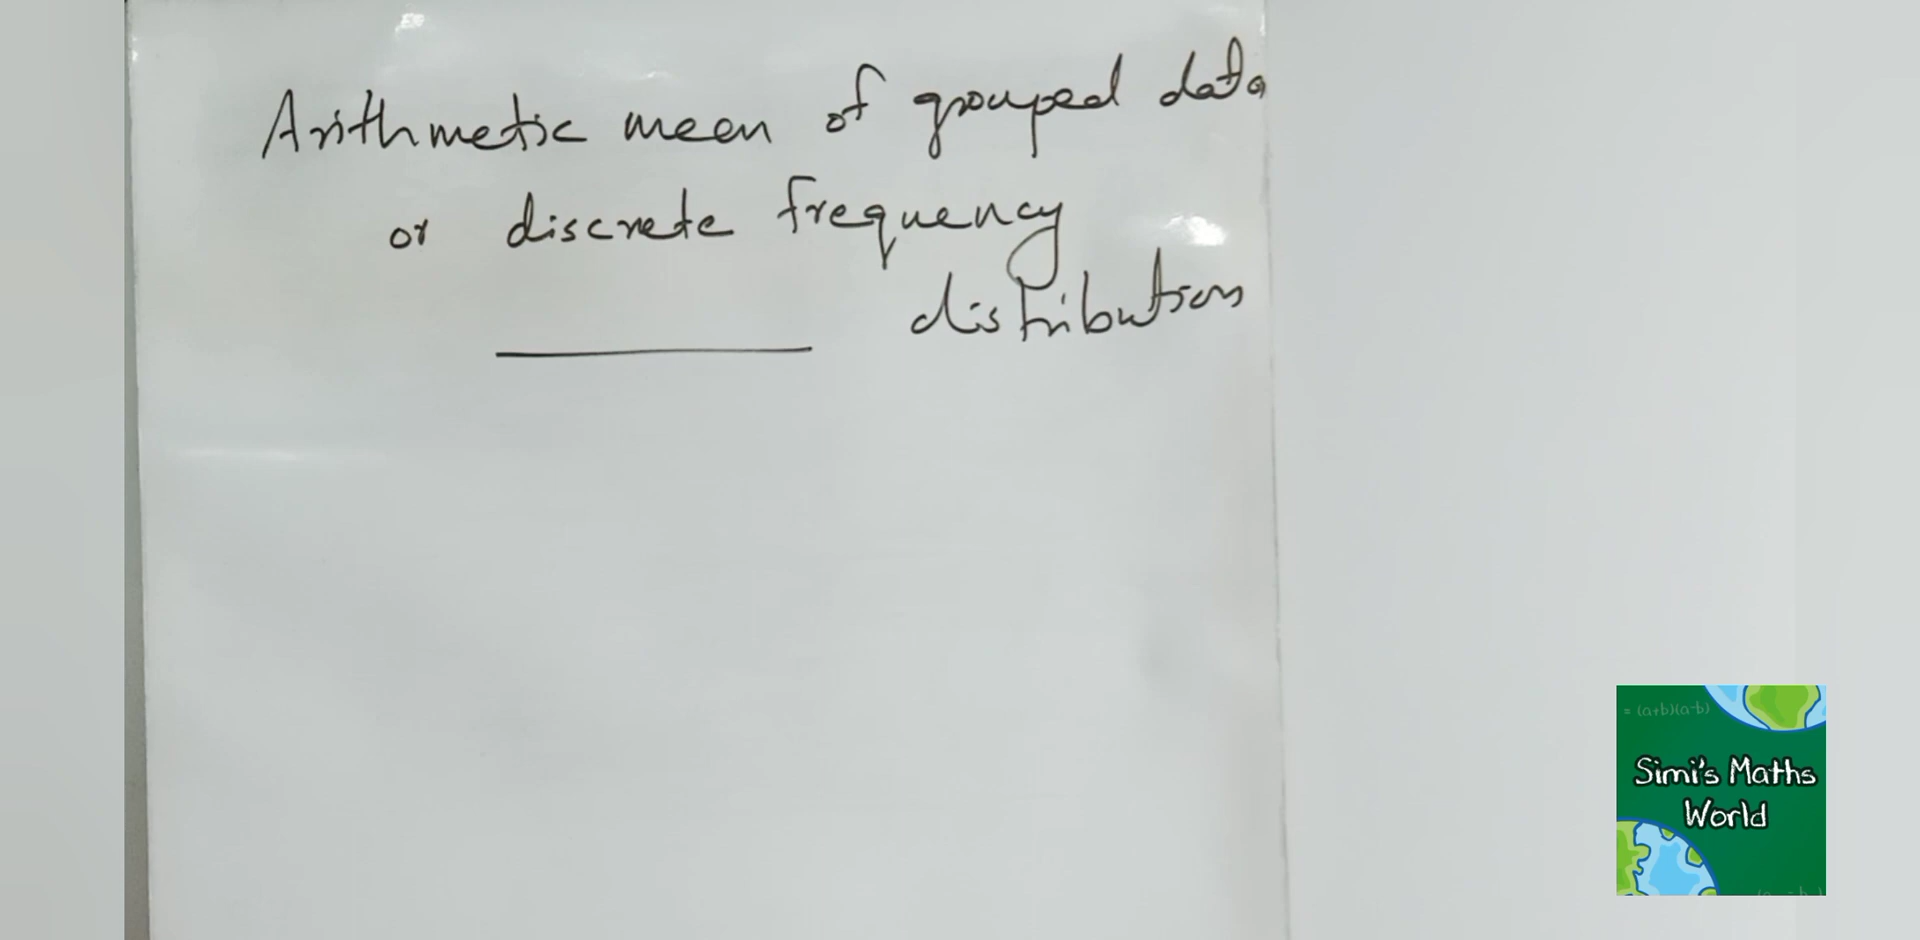 Arithmetic mean of grouped data
or discrete frequency
distribution
= (a+b)(a-b)
Simi's Maths
World